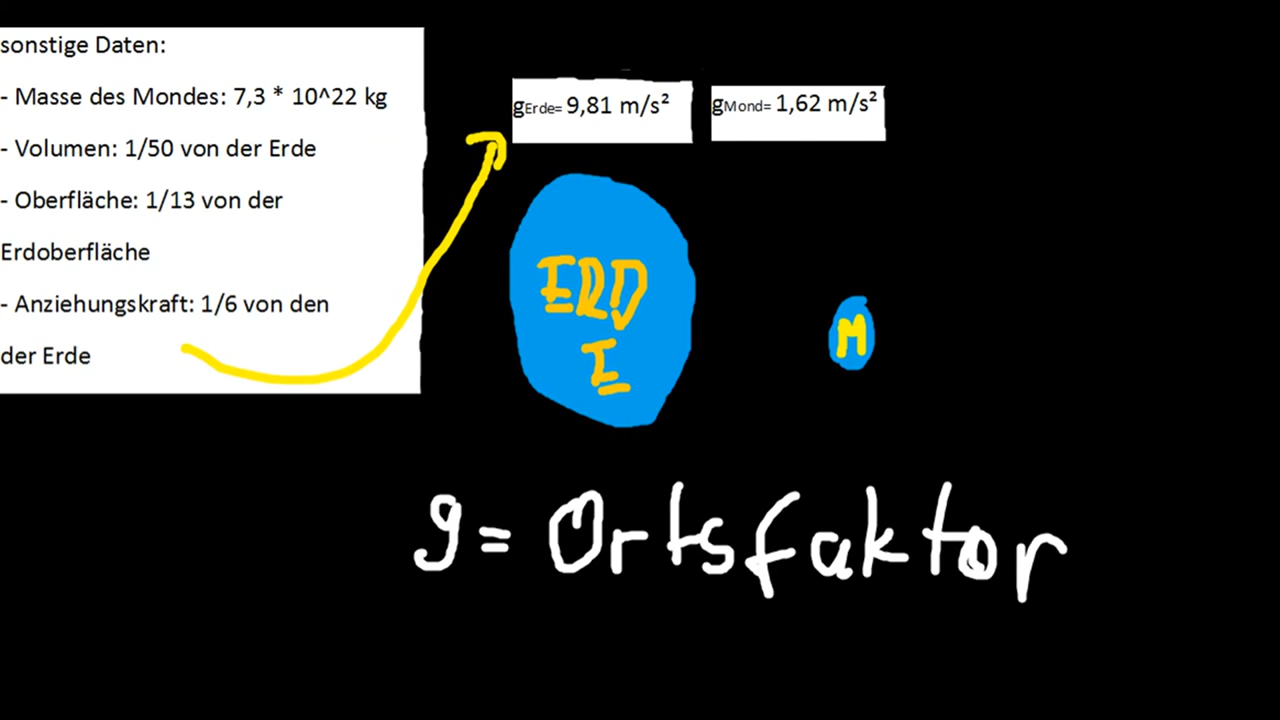 sonstige Daten:
- Masse des Mondes: 7,3 * 10^22 kg
- Volumen: 1/50 von der Erde
- Oberfläche: 1/13 von der
Erdoberfläche
- Anziehungskraft: 1/6 von den
der Erde
gErde= 9,81 m/s²
gMond= 1,62 m/s²
ERD
E
M
g = Ortsfaktor